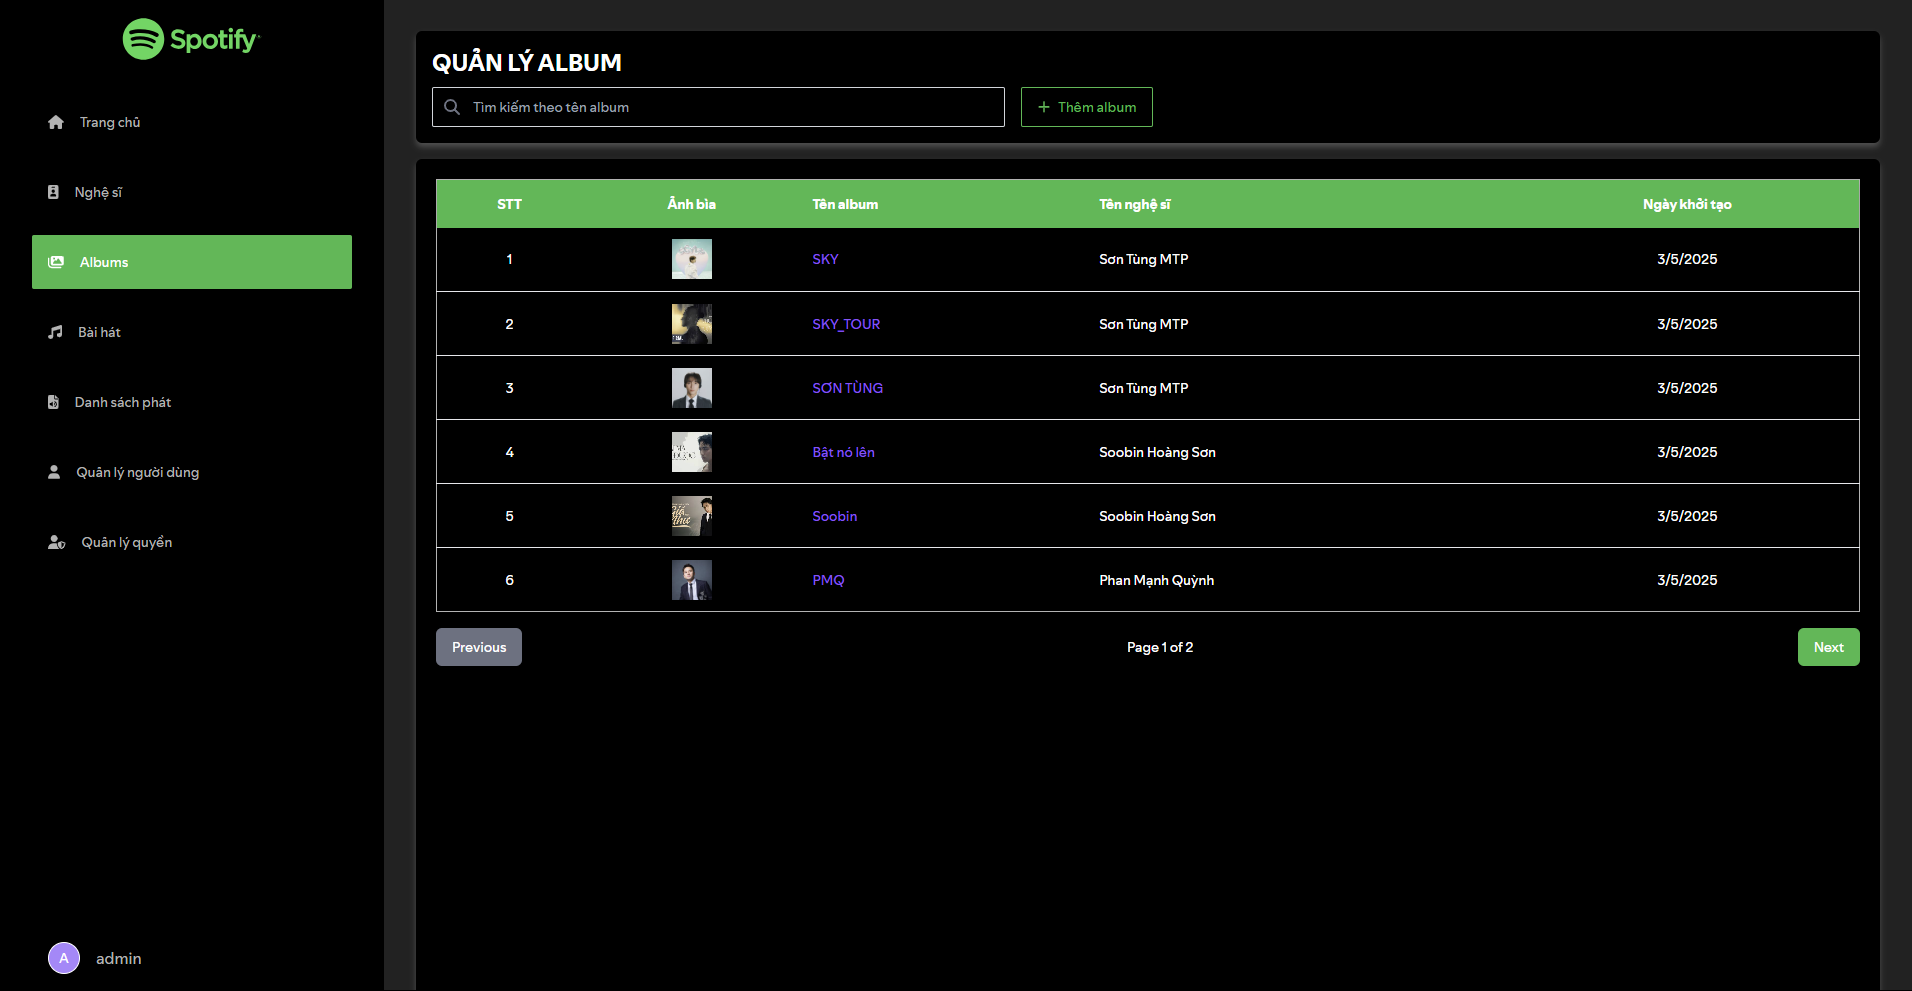 Spotify
Trang chủ
Nghệ sĩ
Albums
Bài hát
Danh sách phát
Quản lý người dùng
Quản lý quyền
A admin
QUẢN LÝ ALBUM
Tìm kiếm theo tên album
+ Thêm album
STT Ảnh bìa Tên album Tên nghệ sĩ Ngày khởi tạo
1 SKY Sơn Tùng MTP 3/5/2025
2 SKY_TOUR Sơn Tùng MTP 3/5/2025
3 SƠN TÙNG Sơn Tùng MTP 3/5/2025
4 Bật nó lên Soobin Hoàng Sơn 3/5/2025
5 Soobin Soobin Hoàng Sơn 3/5/2025
6 PMQ Phan Mạnh Quỳnh 3/5/2025
Previous Page 1 of 2 Next